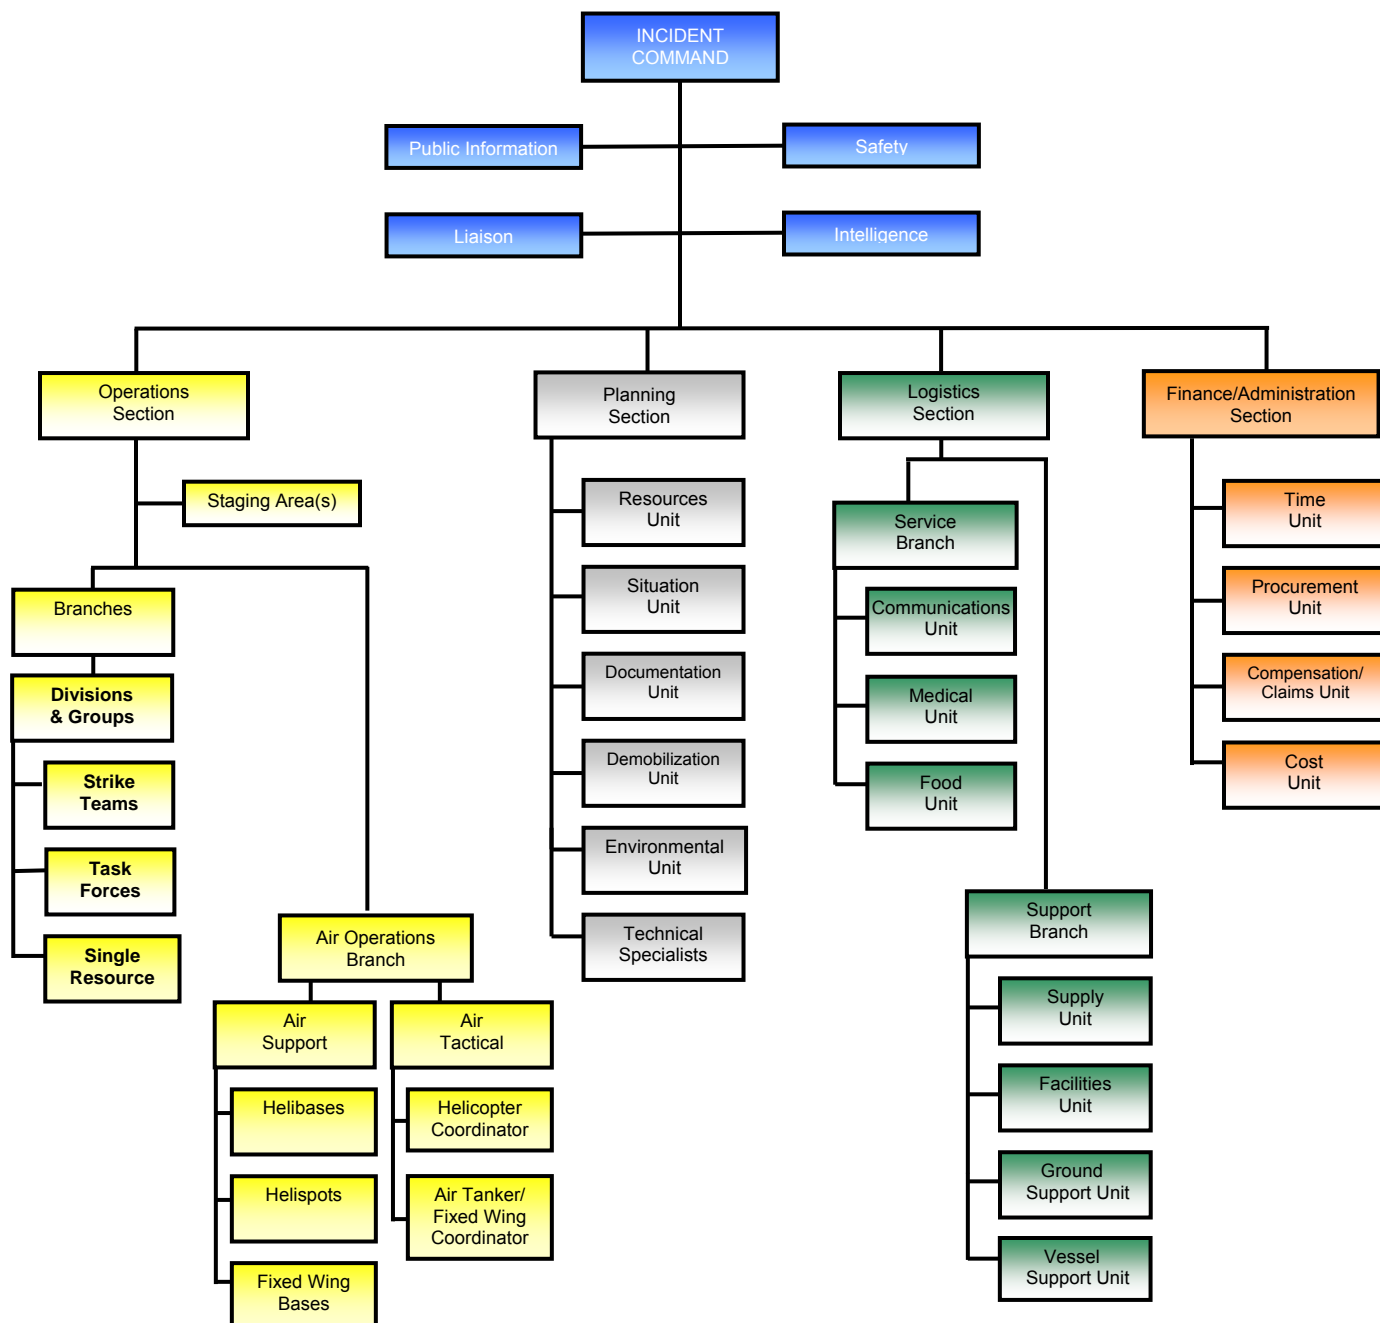 INCIDENT
COMMAND
Public Information
Safety
Liaison
Intelligence
Operations
Section
Staging Area(s)
Branches
Divisions
& Groups
Strike
Teams
Task
Forces
Single
Resource
Air Operations
Branch
Air
Support
Helibases
Helispots
Fixed Wing
Bases
Air
Tactical
Helicopter
Coordinator
Air Tanker/
Fixed Wing
Coordinator
Planning
Section
Resources
Unit
Situation
Unit
Documentation
Unit
Demobilization
Unit
Environmental
Unit
Technical
Specialists
Logistics
Section
Service
Branch
Communications
Unit
Medical
Unit
Food
Unit
Support
Branch
Supply
Unit
Facilities
Unit
Ground
Support Unit
Vessel
Support Unit
Finance/Administration
Section
Time
Unit
Procurement
Unit
Compensation/
Claims Unit
Cost
Unit